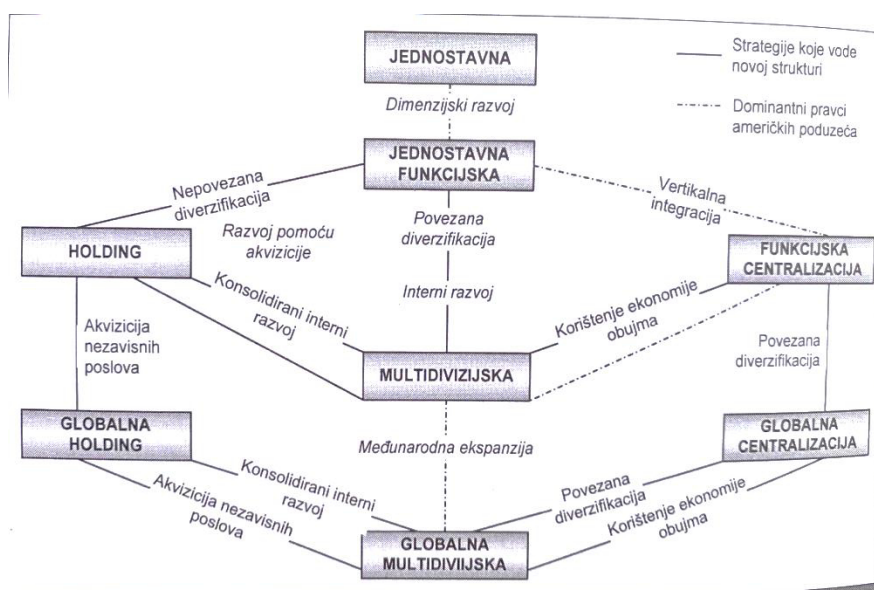 JEDNOSTAVNA
Strategije koje vode
novoj strukturi
Dimenzijski razvoj
Dominantni pravci
američkih poduzeća
JEDNOSTAVNA
FUNKCIJSKA
Nepovezana
diverzifikacija
Vertikalna
integracija
Povezana
diverzifikacija
Razvoj pomoću
akvizicije
HOLDING
FUNKCIJSKA
CENTRALIZACIJA
Konsolidirani interni
razvoj
Interni razvoj
Korištenje ekonomije
obujma
Akvizicija
nezavisnih
poslova
Povezana
diverzifikacija
MULTIDIVIZIJSKA
GLOBALNA
HOLDING
Međunarodna ekspanzija
GLOBALNA
CENTRALIZACIJA
Konsolidirani interni
razvoj
Akvizicija nezavisnih
poslova
Povezana
diverzifikacija
Korištenje ekonomije
obujma
GLOBALNA
MULTIDIVIIJSKA